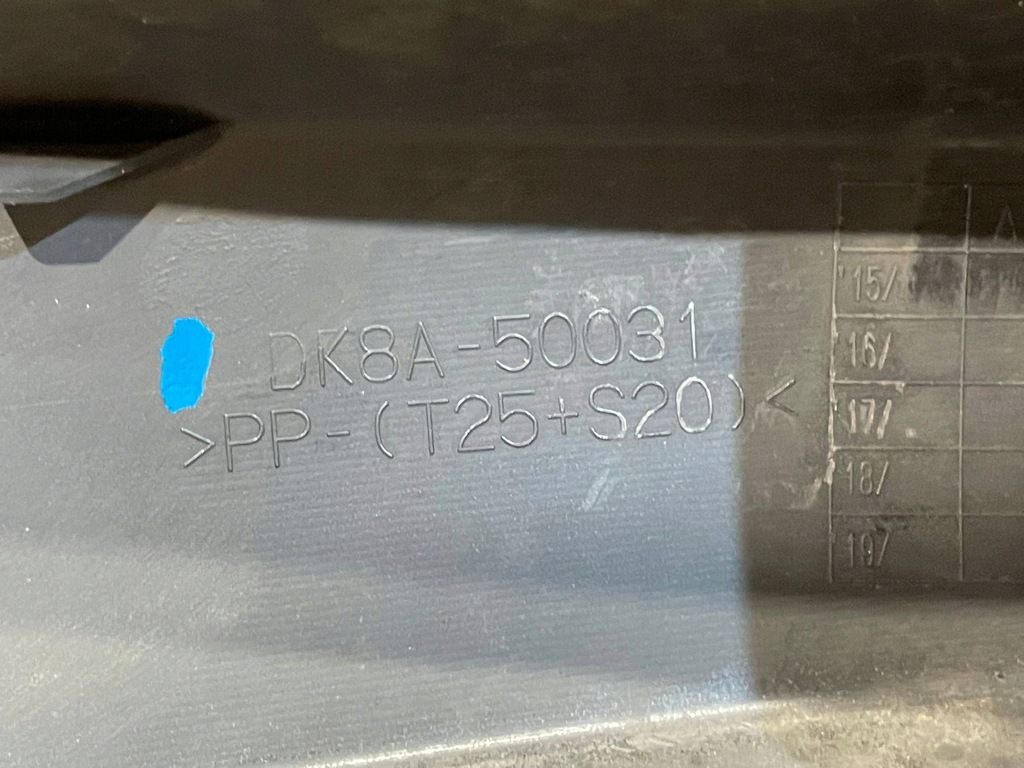 DK8A-50031
>PP-(T25+S20)<
A
'15/
'16/
'17/
'18/
'19/